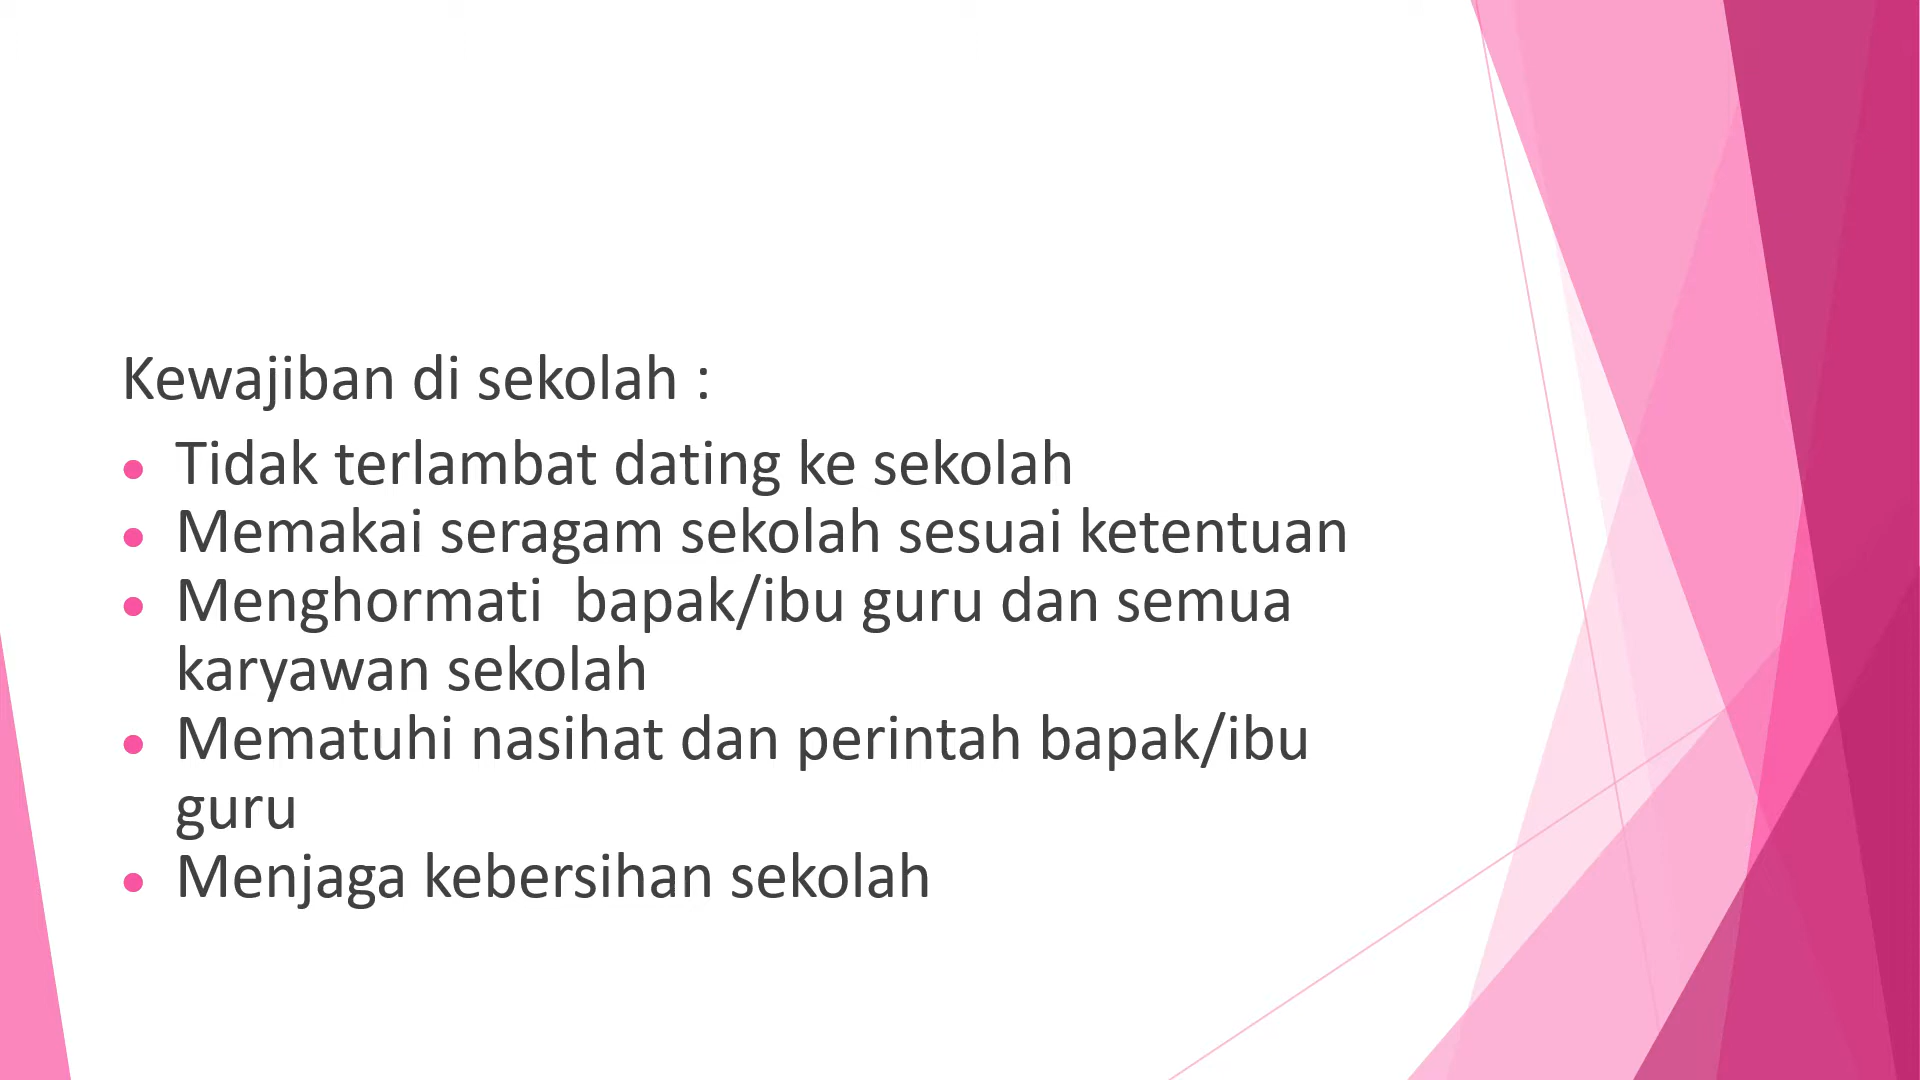 Kewajiban di sekolah :
• Tidak terlambat dating ke sekolah
• Memakai seragam sekolah sesuai ketentuan
• Menghormati  bapak/ibu guru dan semua
karyawan sekolah
• Mematuhi nasihat dan perintah bapak/ibu
guru
• Menjaga kebersihan sekolah